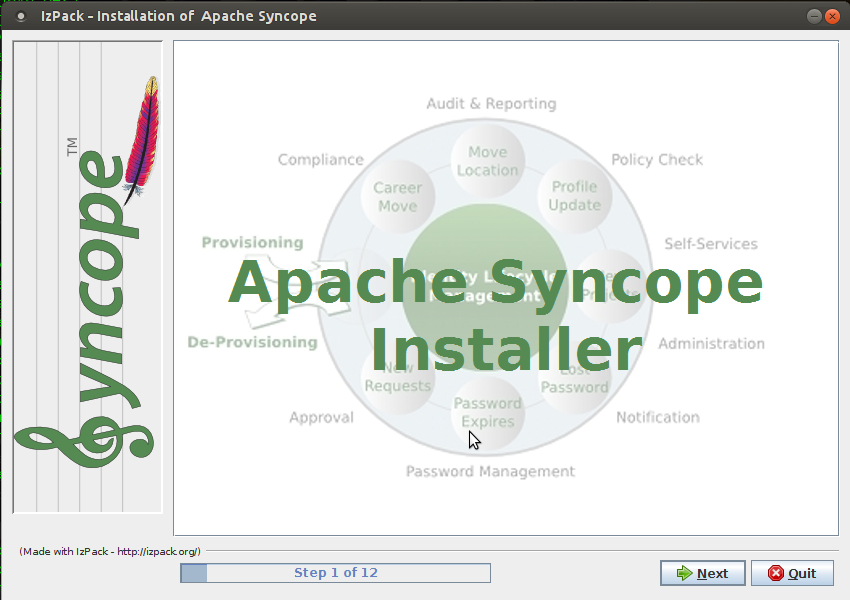 IzPack - Installation of Apache Syncope
Syncope
TM
Audit & Reporting
Compliance
Move
Location
Policy Check
Career
Move
Profile
Update
Provisioning
Self-Services
Apache Syncope
Installer
De-Provisioning
Administration
New
Requests
Lost
Password
Password
Expires
Approval
Notification
Password Management
(Made with IzPack - http://izpack.org/)
Step 1 of 12
Next
Quit